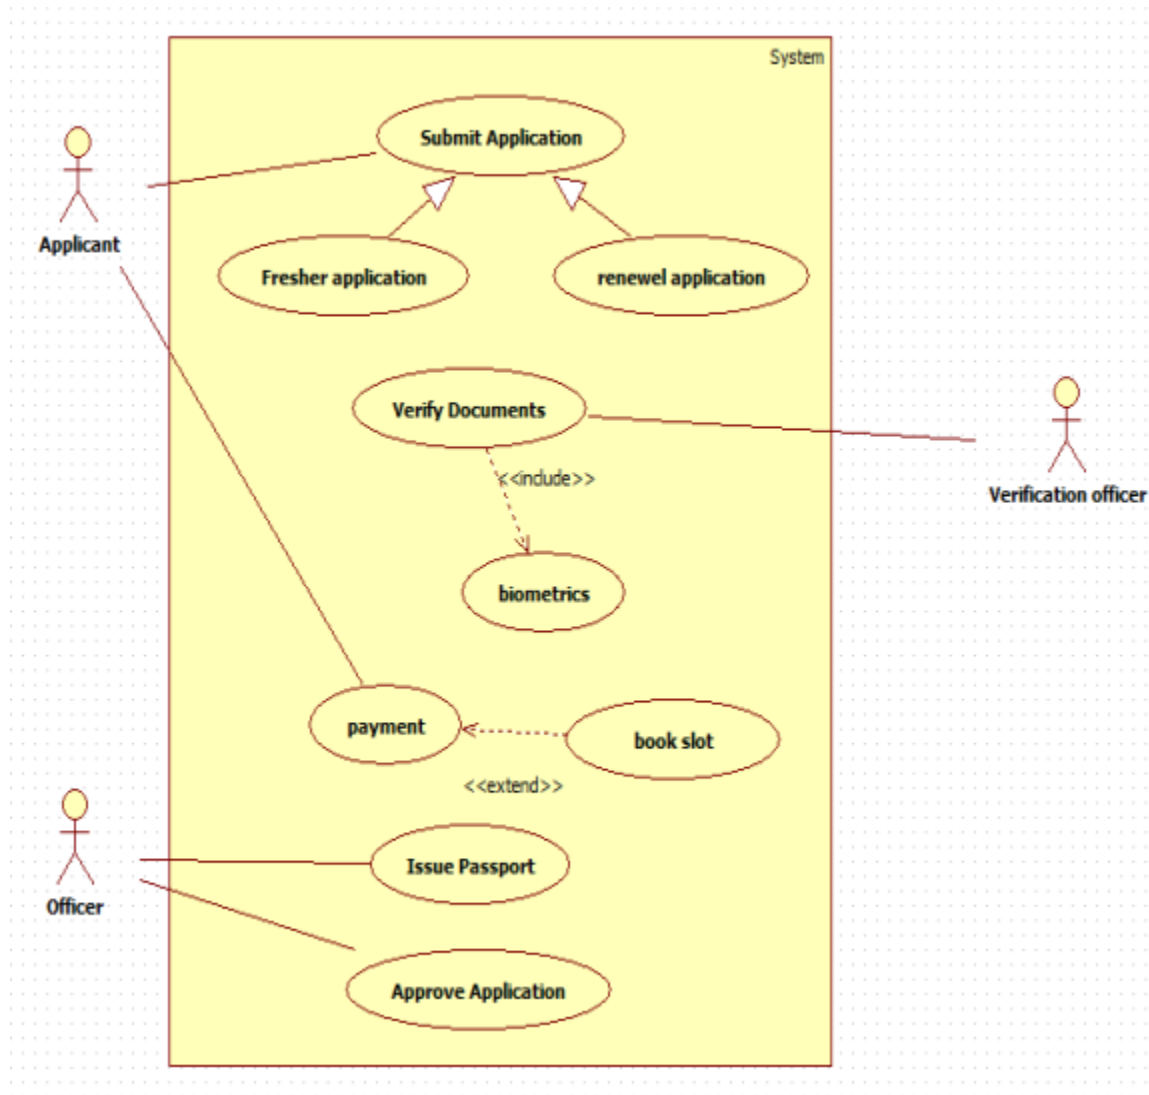 System
Submit Application
Applicant
Fresher application
renewel application
Verify Documents
<<include>>
Verification officer
biometrics
payment
book slot
<<extend>>
Issue Passport
Officer
Approve Application